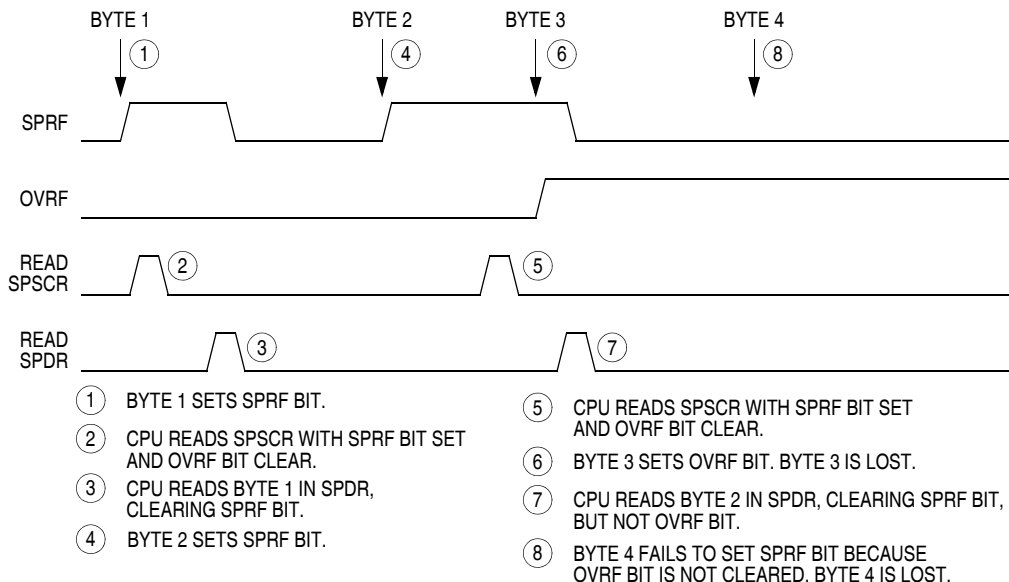 BYTE 1 BYTE 2 BYTE 3 BYTE 4
1 4 6 8
SPRF
OVRF
READ
SPSCR
2 5
READ
SPDR
3 7
1 BYTE 1 SETS SPRF BIT.
2 CPU READS SPSCR WITH SPRF BIT SET
AND OVRF BIT CLEAR.
3 CPU READS BYTE 1 IN SPDR,
CLEARING SPRF BIT.
4 BYTE 2 SETS SPRF BIT.
5 CPU READS SPSCR WITH SPRF BIT SET
AND OVRF BIT CLEAR.
6 BYTE 3 SETS OVRF BIT. BYTE 3 IS LOST.
7 CPU READS BYTE 2 IN SPDR, CLEARING SPRF BIT,
BUT NOT OVRF BIT.
8 BYTE 4 FAILS TO SET SPRF BIT BECAUSE
OVRF BIT IS NOT CLEARED. BYTE 4 IS LOST.